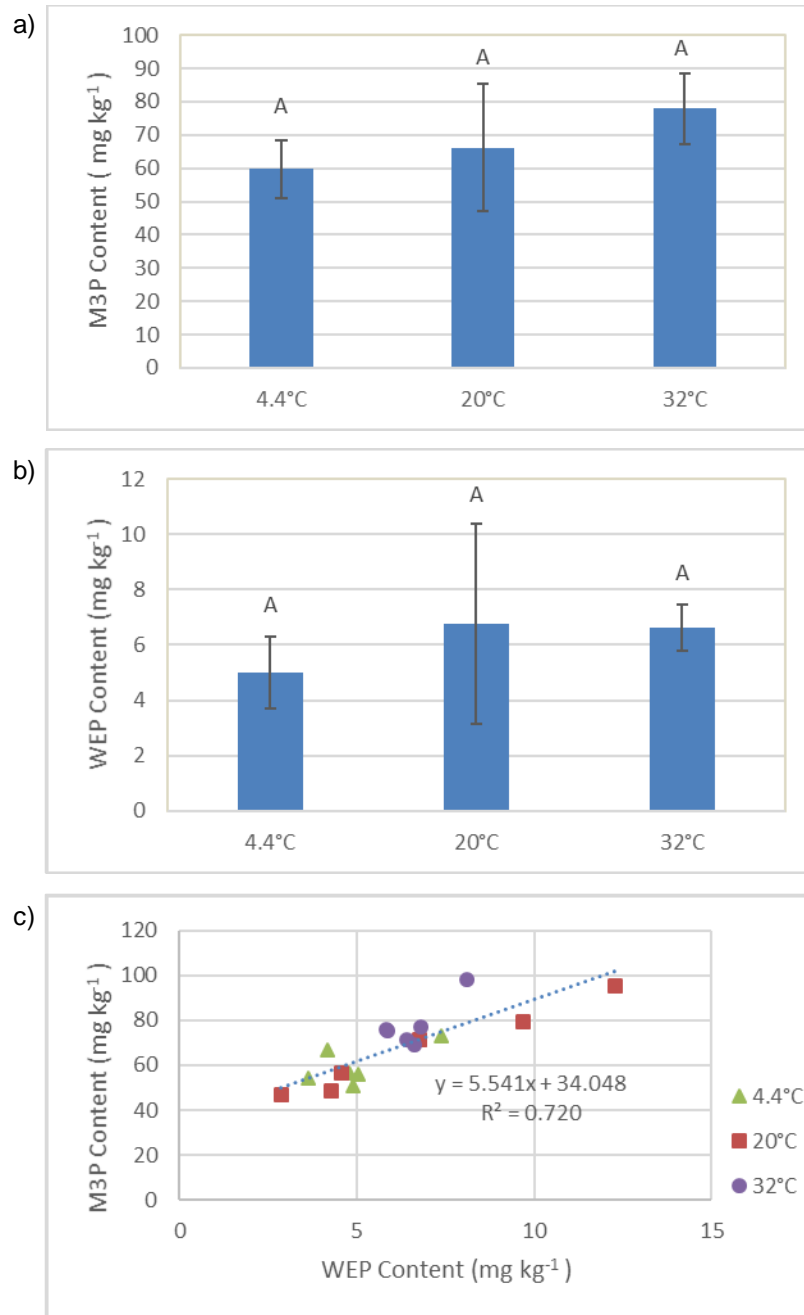 a)
100
90
80
70
60
50
40
30
20
10
0
M3P Content ( mg kg-1 )
A
A
A
4.4°C 20°C 32°C
b)
12
10
8
6
4
2
0
WEP Content (mg kg-1 )
A
A
A
4.4°C 20°C 32°C
c)
120
100
80
60
40
20
0
M3P Content (mg kg-1)
y = 5.541x + 34.048
R² = 0.720
4.4°C
20°C
32°C
0 5 10 15
WEP Content (mg kg-1 )